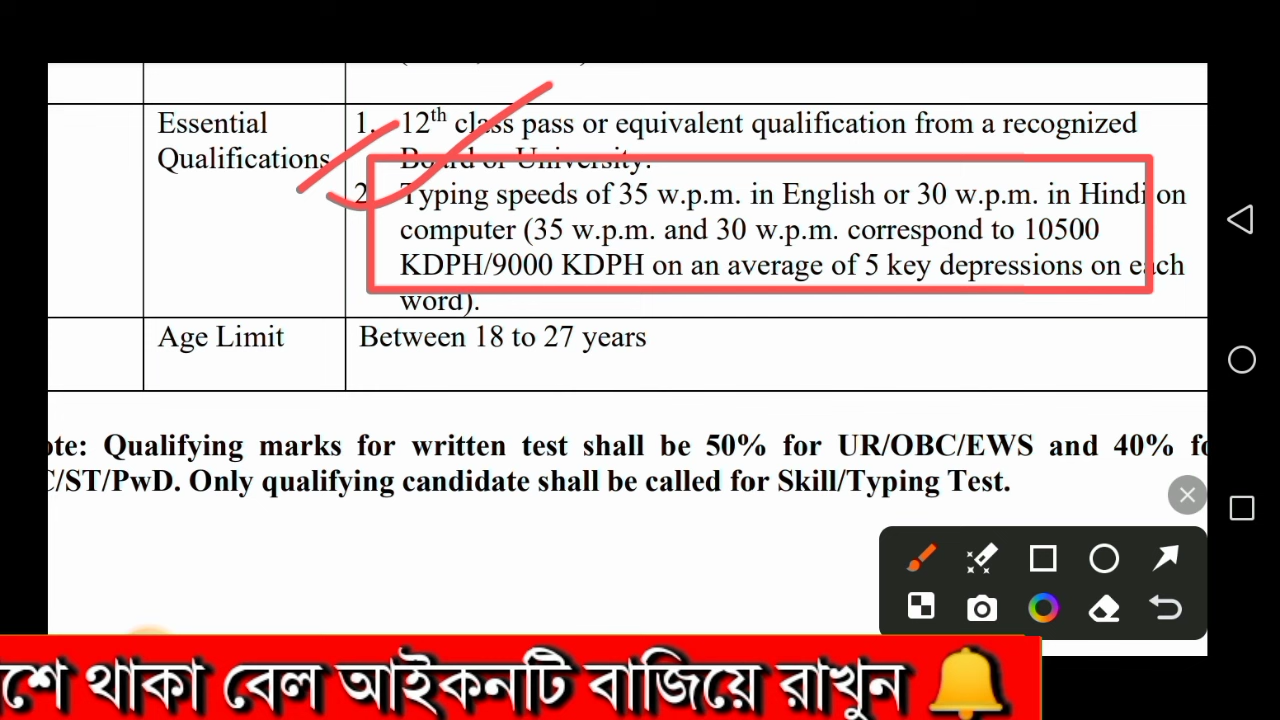 Essential
Qualifications
1. 12th class pass or equivalent qualification from a recognized
Board or University.
2. Typing speeds of 35 w.p.m. in English or 30 w.p.m. in Hindi on
computer (35 w.p.m. and 30 w.p.m. correspond to 10500
KDPH/9000 KDPH on an average of 5 key depressions on each
word).
Age Limit
Between 18 to 27 years
ote: Qualifying marks for written test shall be 50% for UR/OBC/EWS and 40% fo
C/ST/PwD. Only qualifying candidate shall be called for Skill/Typing Test.
শে থাকা বেল আইকনটি বাজিয়ে রাখুন